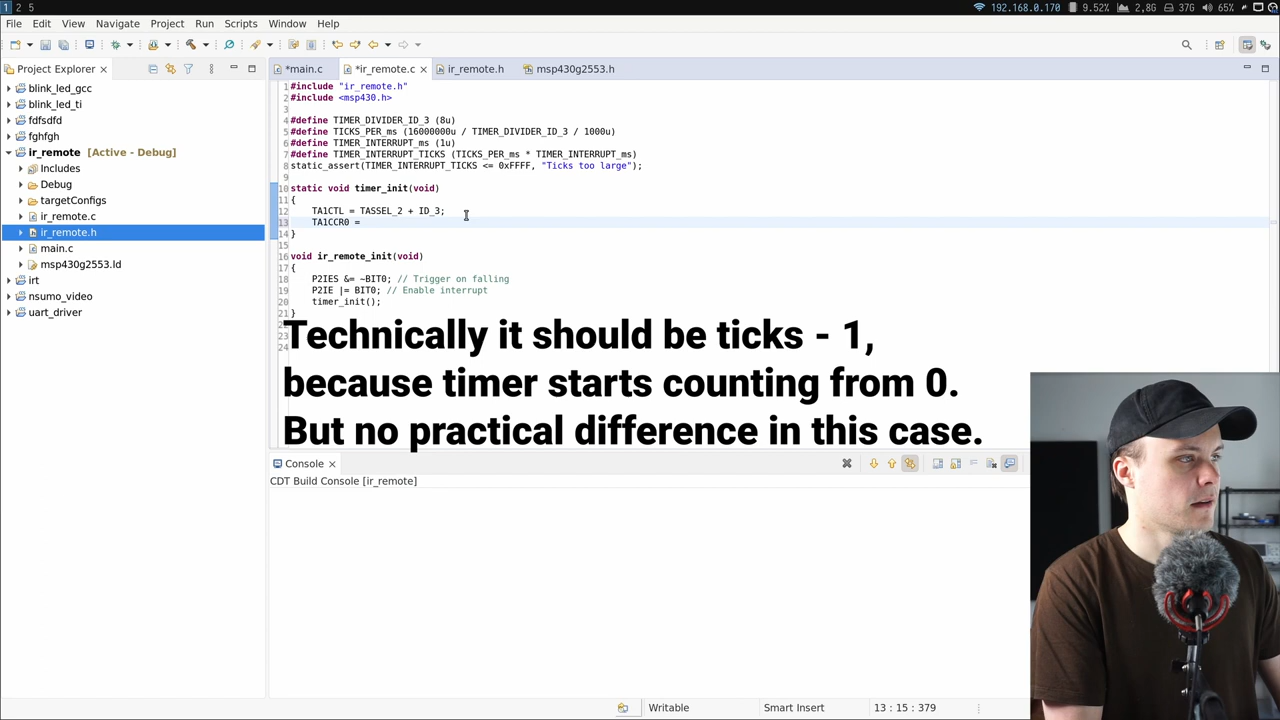 1 2 5
192.168.0.170 9.52% 2,8G 37G 65%
File Edit View Navigate Project Run Scripts Window Help
Project Explorer
*main.c *ir_remote.c ir_remote.h msp430g2553.h
blink_led_gcc
blink_led_ti
fdfsdfd
fghfgh
ir_remote [Active - Debug]
Includes
Debug
targetConfigs
ir_remote.c
ir_remote.h
main.c
msp430g2553.ld
irt
nsumo_video
uart_driver
1 #include "ir_remote.h"
2 #include <msp430.h>
3
4 #define TIMER_DIVIDER_ID_3 (8u)
5 #define TICKS_PER_ms (16000000u / TIMER_DIVIDER_ID_3 / 1000u)
6 #define TIMER_INTERRUPT_ms (1u)
7 #define TIMER_INTERRUPT_TICKS (TICKS_PER_ms * TIMER_INTERRUPT_ms)
8 static_assert(TIMER_INTERRUPT_TICKS <= 0xFFFF, "Ticks too large");
9
10 static void timer_init(void)
11 {
12 TA1CTL = TASSEL_2 + ID_3;
13 TA1CCR0 =
14 }
15
16 void ir_remote_init(void)
17 {
18 P2IES &= ~BIT0; // Trigger on falling
19 P2IE |= BIT0; // Enable interrupt
20 timer_init();
21 }
24
Technically it should be ticks - 1,
because timer starts counting from 0.
But no practical difference in this case.
Console
CDT Build Console [ir_remote]
Writable Smart Insert 13 : 15 : 379